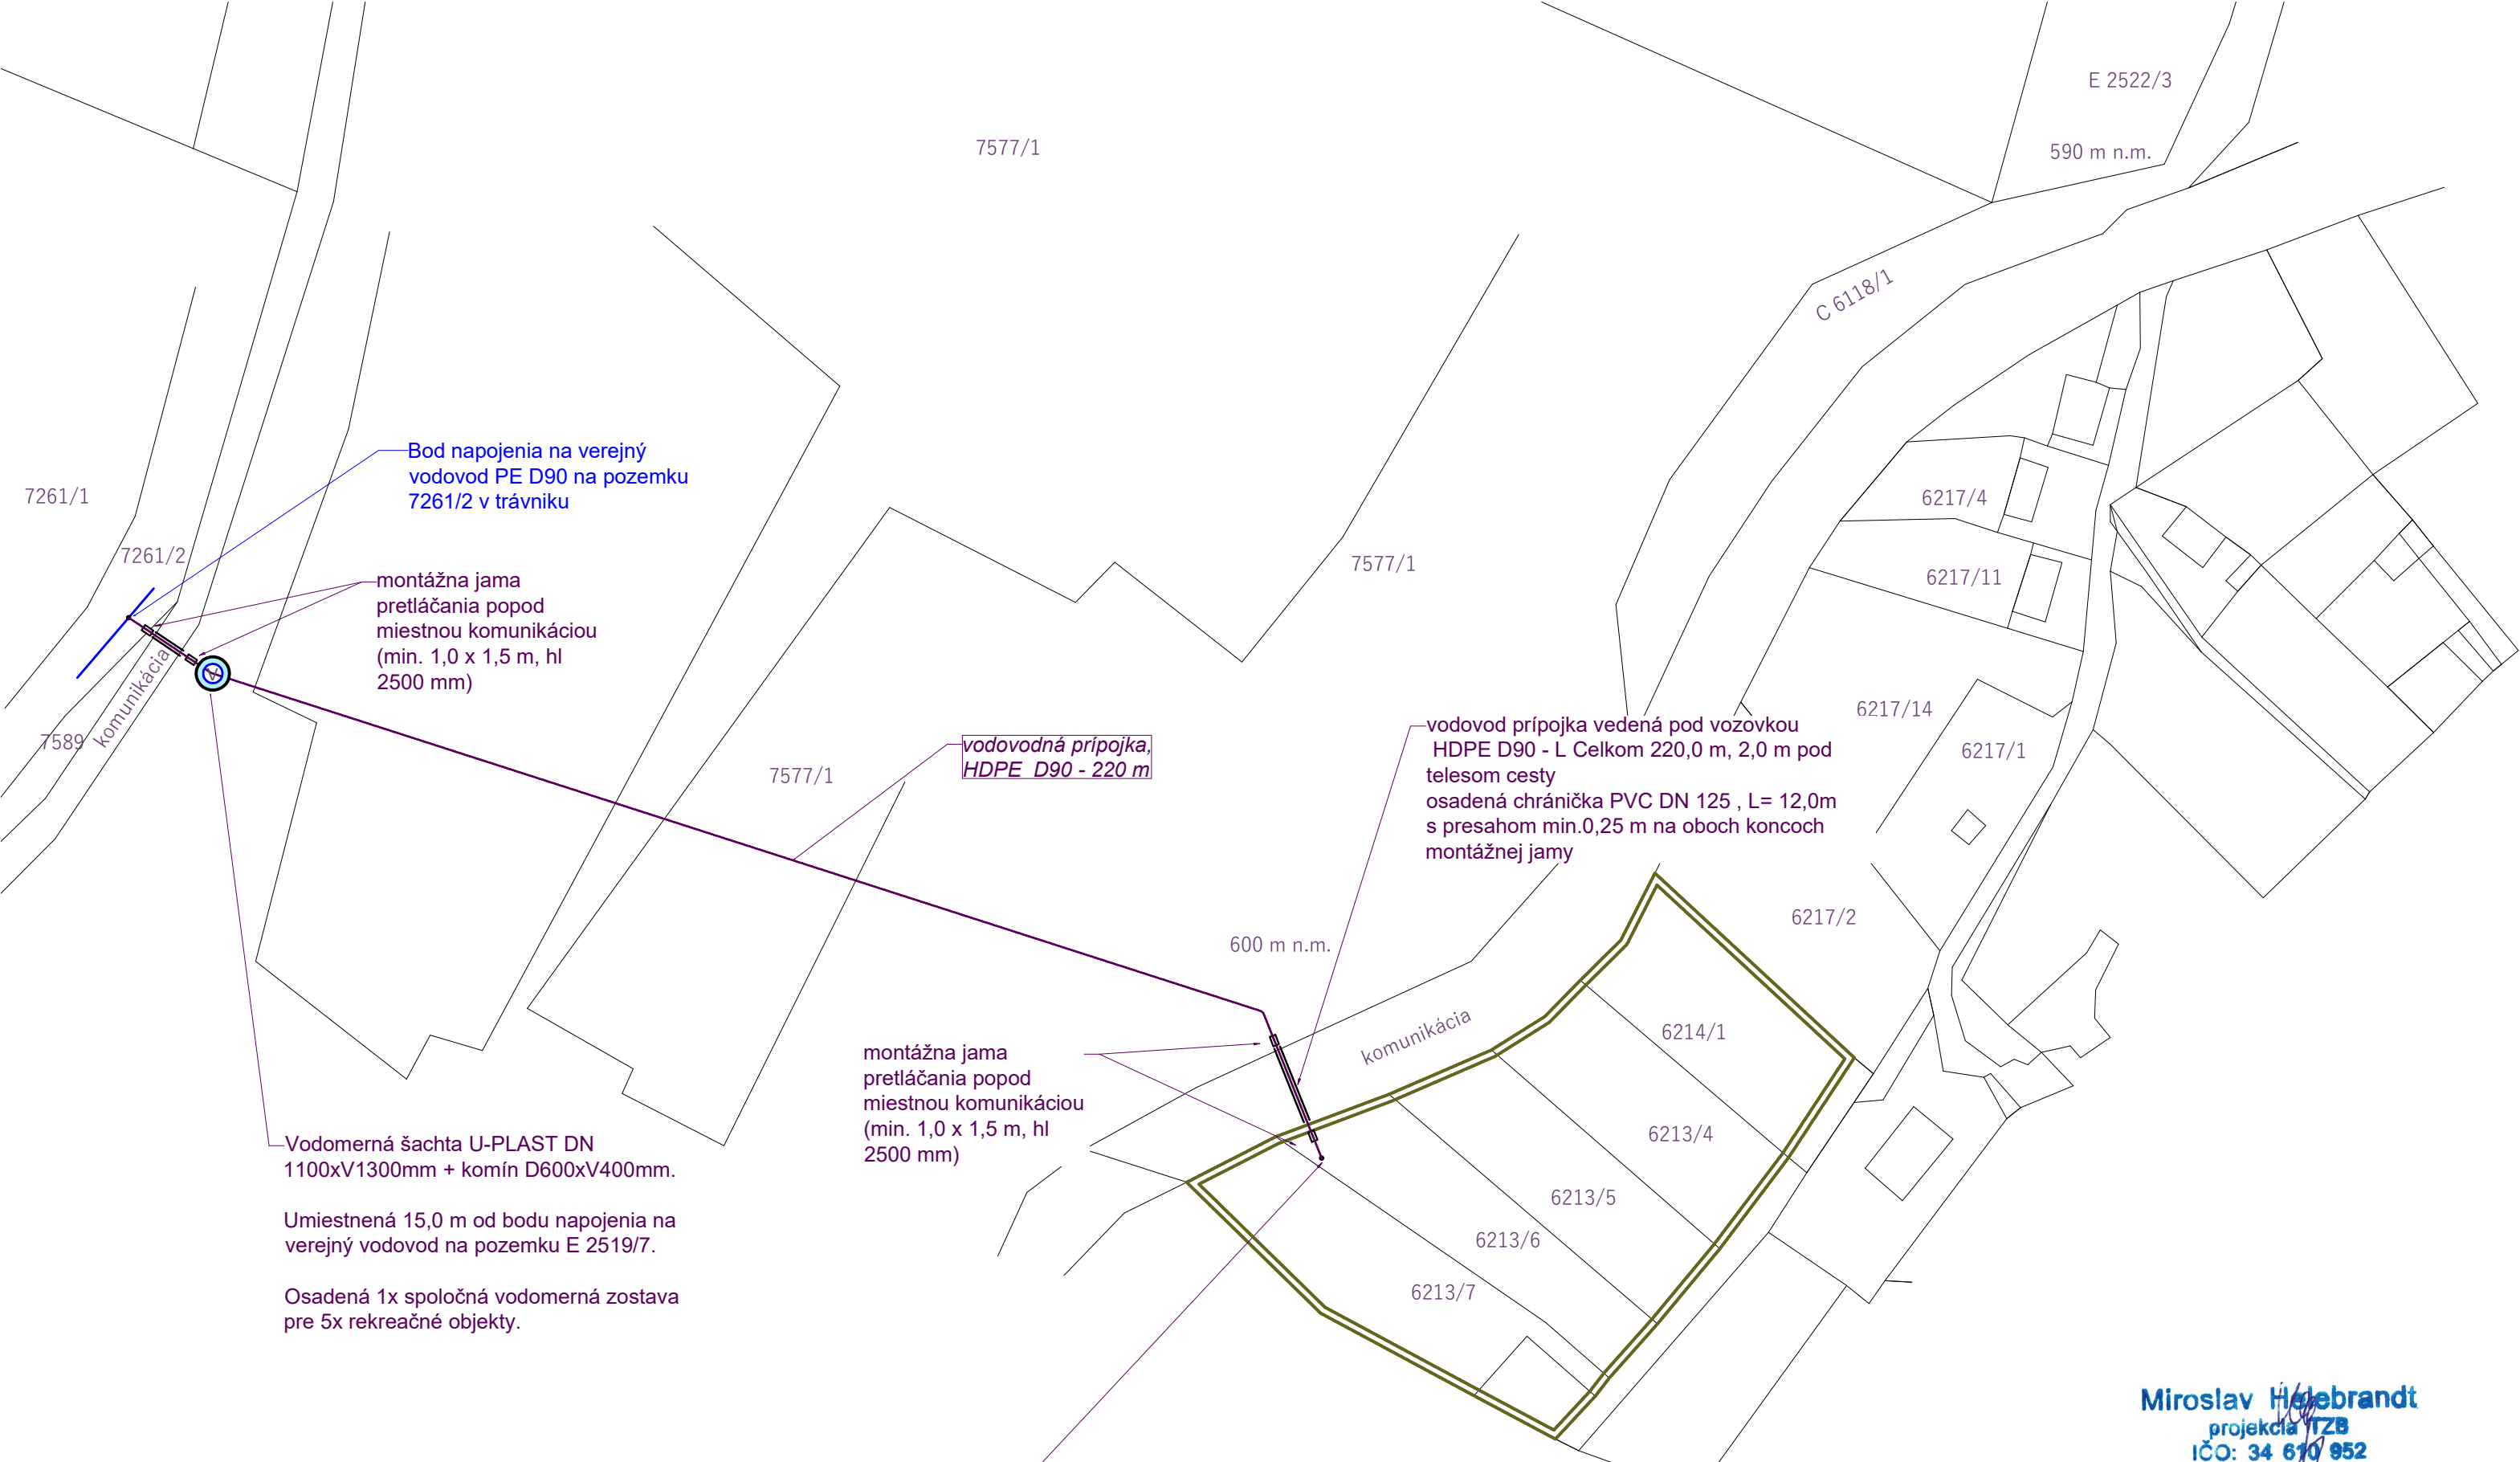 E 2522/3
7577/1
590 m n.m.
C 6118/1
Bod napojenia na verejný
vodovod PE D90 na pozemku
7261/2 v trávniku
7261/1
6217/4
7261/2
7577/1
6217/11
montážna jama
pretláčania popod
miestnou komunikáciou
(min. 1,0 x 1,5 m, hl
2500 mm)
komunikácia
7589
vodovodná prípojka,
HDPE  D90 - 220 m
7577/1
vodovod prípojka vedená pod vozovkou
HDPE D90 - L Celkom 220,0 m, 2,0 m pod
telesom cesty
osadená chránička PVC DN 125 , L= 12,0m
s presahom min.0,25 m na oboch koncoch
montážnej jamy
6217/14
6217/1
6217/2
600 m n.m.
komunikácia
6214/1
montážna jama
pretláčania popod
miestnou komunikáciou
(min. 1,0 x 1,5 m, hl
2500 mm)
6213/4
6213/5
6213/6
6213/7
Vodomerná šachta U-PLAST DN
1100xV1300mm + komín D600xV400mm.
Umiestnená 15,0 m od bodu napojenia na
verejný vodovod na pozemku E 2519/7.
Osadená 1x spoločná vodomerná zostava
pre 5x rekreačné objekty.
Miroslav Helebrandt
projekcia TZB
IČO: 34 610 952